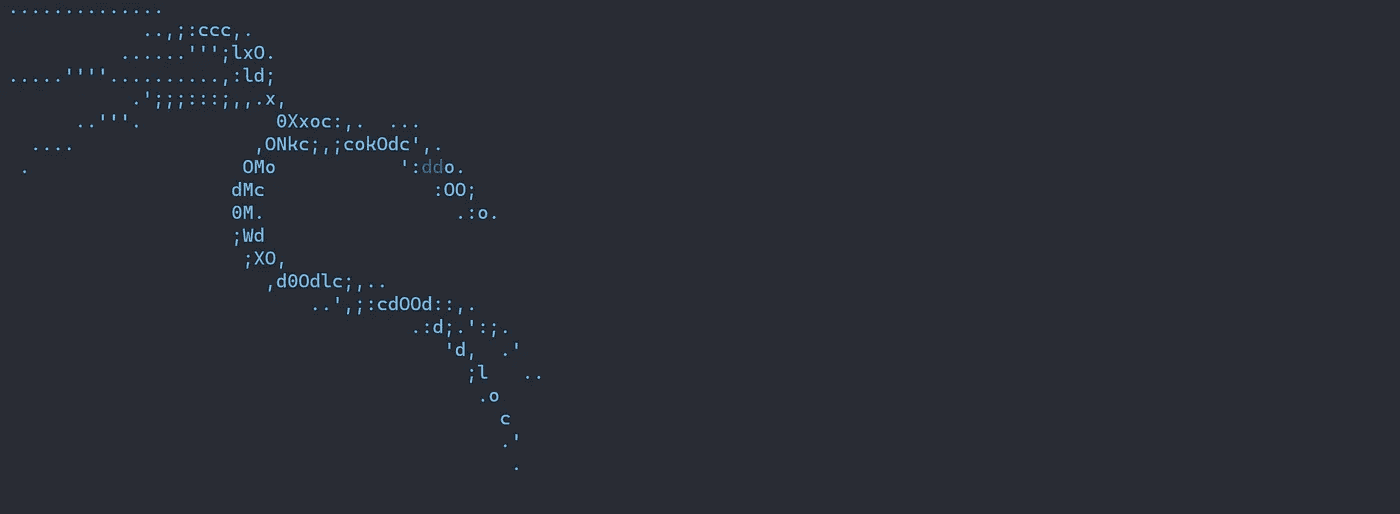 ..............
            ..,;:ccc,.
          ......''';lxO.
.....''''..........,:ld;
           .';;;:::;,,.x,
      ..'''.            0Xxoc:,.  ...
  ....                ,ONkc;,;cokOdc',.
 .                   OMo           ':ddo.
                    dMc               :OO;
                    0M.                 .:o.
                    ;Wd
                     ;XO,
                       ,d0Odlc;,..
                           ..',;:cdOOd::,.
                                    .:d;.':;.
                                       'd,  .'
                                         ;l   ..
                                          .o
                                            c
                                            .'
                                             .